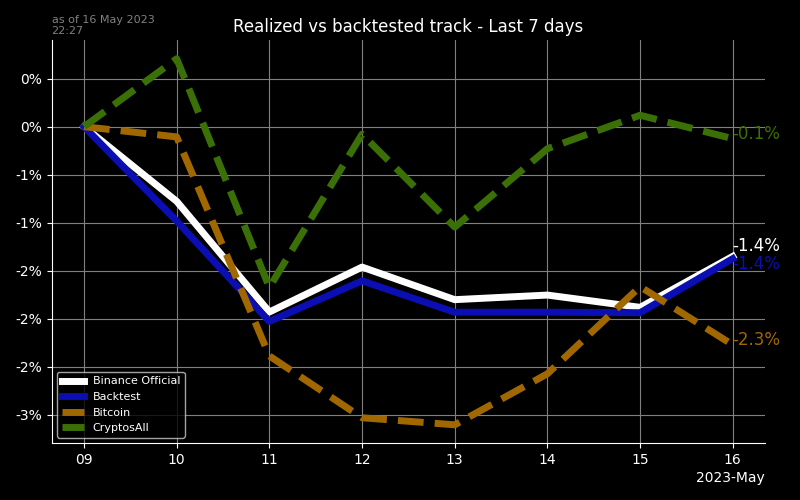 as of 16 May 2023
22:27
Realized vs backtested track - Last 7 days
0%
0%
-1%
-1%
-2%
-2%
-2%
-3%
-0.1%
-1.4%
-1.4%
-2.3%
Binance Official
Backtest
Bitcoin
CryptosAll
09 10 11 12 13 14 15 16
2023-May